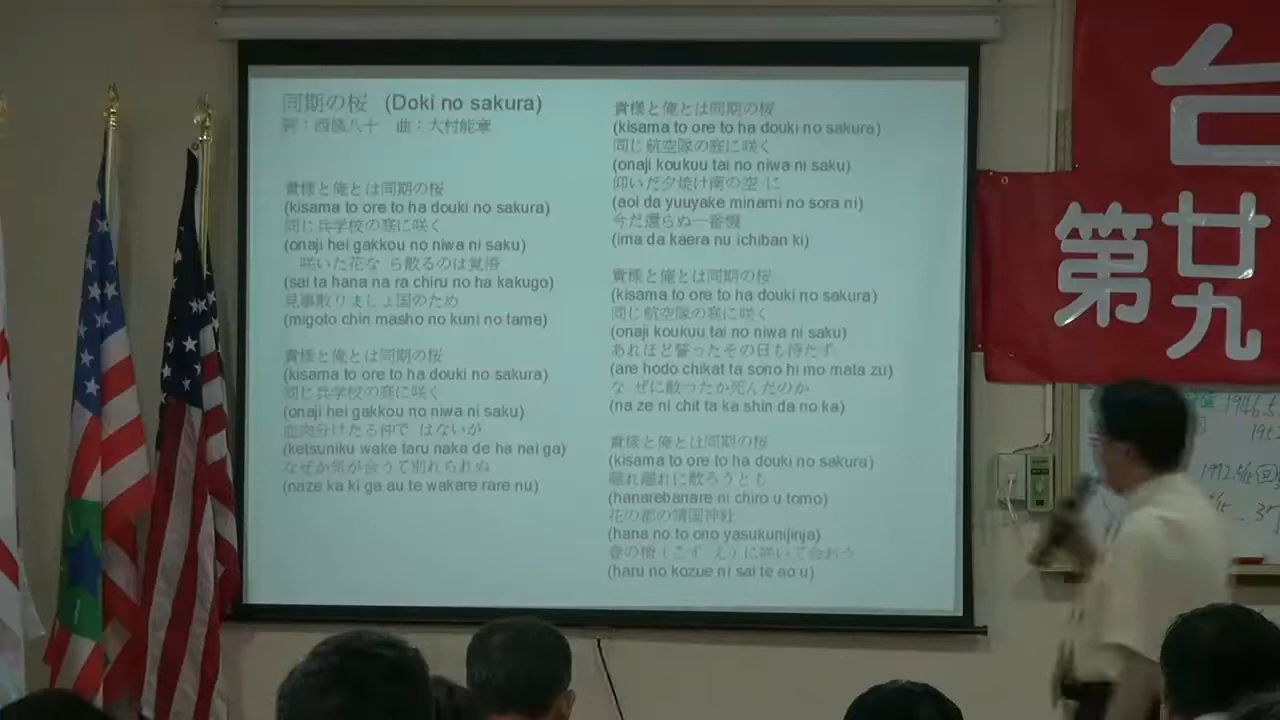 同期の桜 (Doki no sakura)
詞：西條八十 曲：大村能章
貴様と俺とは同期の桜
(kisama to ore to ha douki no sakura)
同じ兵学校の庭に咲く
(onaji hei gakkou no niwa ni saku)
咲いた花な ら散るのは覚悟
(sai ta hana na ra chiru no ha kakugo)
見事散りましょ国のため
(migoto chiri masho no kuni no tame)
貴様と俺とは同期の桜
(kisama to ore to ha douki no sakura)
同じ兵学校の庭に咲く
(onaji hei gakkou no niwa ni saku)
血肉分けたる仲で はないが
(ketsuniku wake taru naka de ha nai ga)
なぜか気が合うて別れられぬ
(naze ka ki ga au te wakare rare nu)
貴様と俺とは同期の桜
(kisama to ore to ha douki no sakura)
同じ航空隊の庭に咲く
(onaji koukuu tai no niwa ni saku)
仰いだ夕焼け南の空 に
(aoi da yuuyake minami no sora ni)
今だ還らぬ一番機
(ima da kaera nu ichiban ki)
貴様と俺とは同期の桜
(kisama to ore to ha douki no sakura)
同じ航空隊の庭に咲く
(onaji koukuu tai no niwa ni saku)
あれほど誓ったその日も待たず
(are hodo chikat ta sono hi mo mata zu)
な ぜに散ったか死んだのか
(na ze ni chit ta ka shin da no ka)
貴様と俺とは同期の桜
(kisama to ore to ha douki no sakura)
離れ離れに散ろうとも
(hanarebanare ni chiro u tomo)
花の都の靖国神社
(hana no to ono yasukunijinja)
春の梢（こず え）に咲いて会おう
(haru no kozue ni sai te ao u)
台
第廿九
1946.5
195
1992.